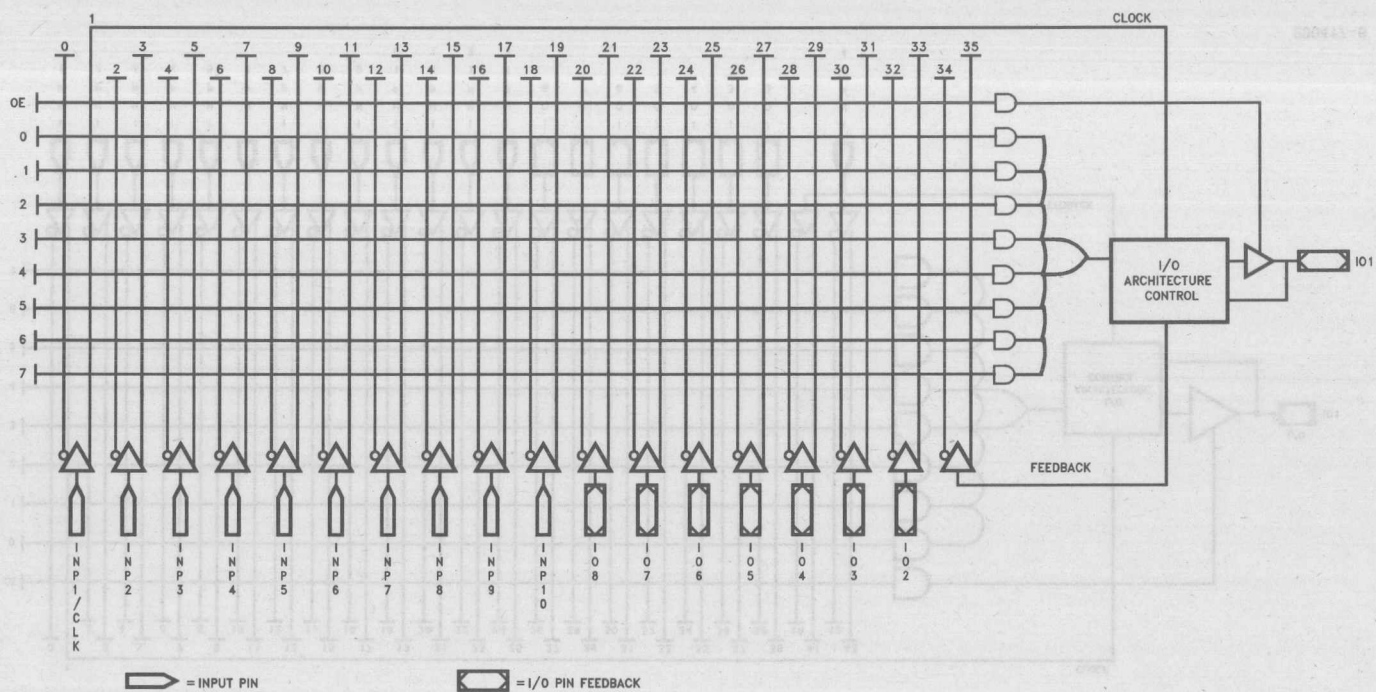 1
CLOCK
0 3 5 7 9 11 13 15 17 19 21 23 25 27 29 31 33 35
2 4 6 8 10 12 14 16 18 20 22 24 26 28 30 32 34
OE
0
1
2
3
4
5
6
7
I/O
ARCHITECTURE
CONTROL
IO1
FEEDBACK
INP1/CLK
INP2
INP3
INP4
INP5
INP6
INP7
INP8
INP9
INP10
IO8
IO7
IO6
IO5
IO4
IO3
IO2
= INPUT PIN
= I/O PIN FEEDBACK